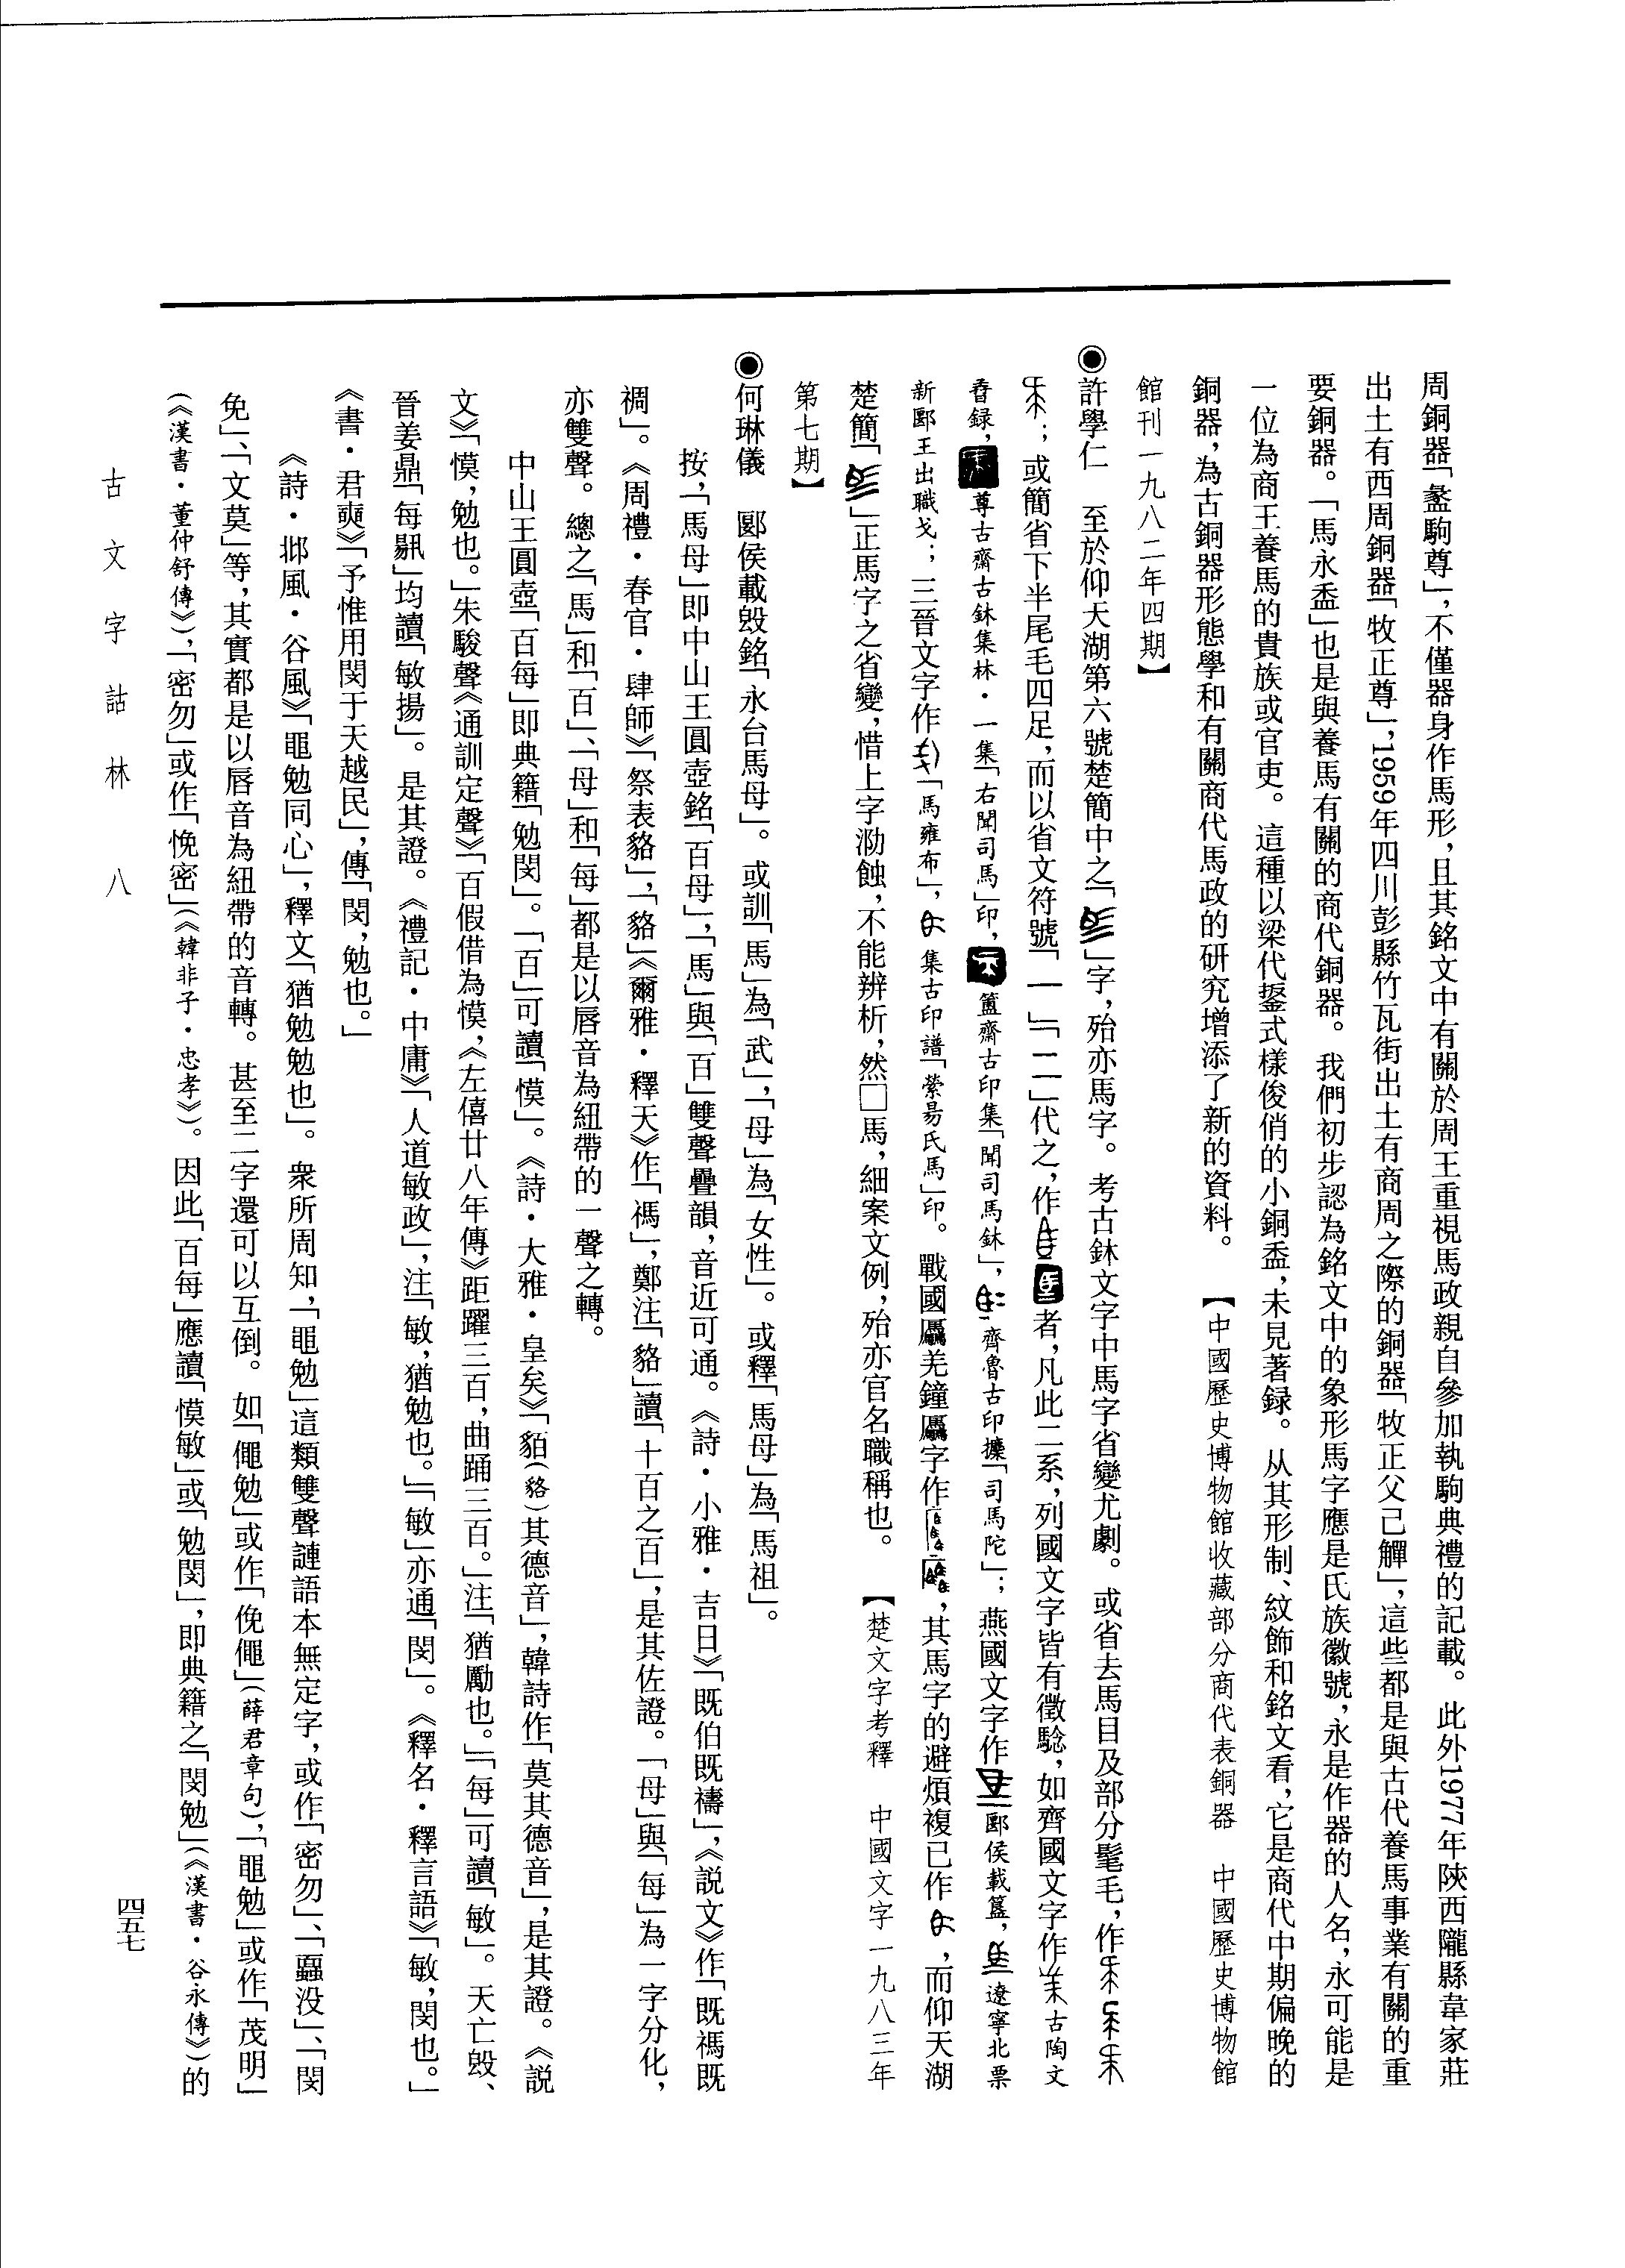 周銅器「盠駒尊」，不僅器身作馬形，且其銘文中有關於周王重視馬政親自參加執駒典禮的記載。此外1977年陝西隴縣韋家莊
出土有西周銅器「牧正尊」，1959年四川彭縣竹瓦街出土有商周之際的銅器「牧正父己觶」，這些都是與古代養馬事業有關的重
要銅器。「馬永盉」也是與養馬有關的商代銅器。我們初步認為銘文中的象形馬字應是氏族徽號，永是作器的人名，永可能是
一位為商王養馬的貴族或官吏。這種以梁代鋬式樣俊俏的小銅盉，未見著録。从其形制、紋飾和銘文看，它是商代中期偏晚的
銅器，為古銅器形態學和有關商代馬政的研究增添了新的資料。【中國歷史博物館收藏部分商代表銅器　中國歷史博物館
館刊一九八二年四期】
◉許學仁　至於仰天湖第六號楚簡中之「」字，殆亦馬字。考古鉥文字中馬字省變尤劇。或省去馬目及部分髦毛，作
；或簡省下半尾毛四足，而以省文符號「一」「二」代之，作者，凡此二系，列國文字皆有徵騐，如齊國文字作古陶文
㫺録，尊古齋古鉥集林·一集「右聞司馬」印，簠齋古印集「聞司馬鉥」，齊魯古印攈「司馬陀」；燕國文字作郾侯載簋，遼寧北票
新郾王出職戈；三晉文字作「馬雍布」，集古印譜「縈昜氏馬」印。戰國羌鐘字作，其馬字的避煩複已作，而仰天湖
楚簡「」正馬字之省變，惜上字泐蝕，不能辨析，然□馬，細案文例，殆亦官名職稱也。【楚文字考釋　中國文字一九八三年
第七期】
◉何琳儀　郾侯載毁銘「永台馬母」。或訓「馬」為「武」，「母」為「女性」。或釋「馬母」為「馬祖」。
按，「馬母」即中山王圓壺銘「百母」，「馬」與「百」雙聲疊韻，音近可通。《詩·小雅·吉日》「既伯既禱」，《説文》作「既禡既
禂」。《周禮·春官·肆師》「祭表貉」，「貉」《爾雅·釋天》作「禡」，鄭注「貉」讀「十百之百」，是其佐證。「母」與「每」為一字分化，
亦雙聲。總之「馬」和「百」、「母」和「每」都是以唇音為紐帶的一聲之轉。
中山王圓壺「百每」即典籍「勉閔」。「百」可讀「慔」。《詩·大雅·皇矣》「貊（貉）其德音」，韓詩作「莫其德音」，是其證。《説
文》「慔，勉也。」朱駿聲《通訓定聲》「百假借為慔，《左僖廿八年傳》距躍三百，曲踊三百。」注「猶勵也。」「每」可讀「敏」。天亡毁、
晉姜鼎「每」均讀「敏揚」。是其證。《禮記·中庸》「人道敏政」，注「敏，猶勉也。」「敏」亦通「閔」。《釋名·釋言語》「敏，閔也。」
《書·君奭》「予惟用閔于天越民」，傳「閔，勉也。」
《詩·邶風·谷風》「黽勉同心」，釋文「猶勉勉也」。衆所周知，「黽勉」這類雙聲謰語本無定字，或作「密勿」、「蠠没」、「閔
免」、「文莫」等，其實都是以唇音為紐帶的音轉。甚至二字還可以互倒。如「僶勉」或作「俛僶」（薛君章句），「黽勉」或作「茂明」
（《漢書·董仲舒傳》），「密勿」或作「悗密」（《韓非子·忠孝》）。因此「百每」應讀「慔敏」或「勉閔」，即典籍之「閔勉」（《漢書·谷永傳》）的
古文字詁林　八
四五七